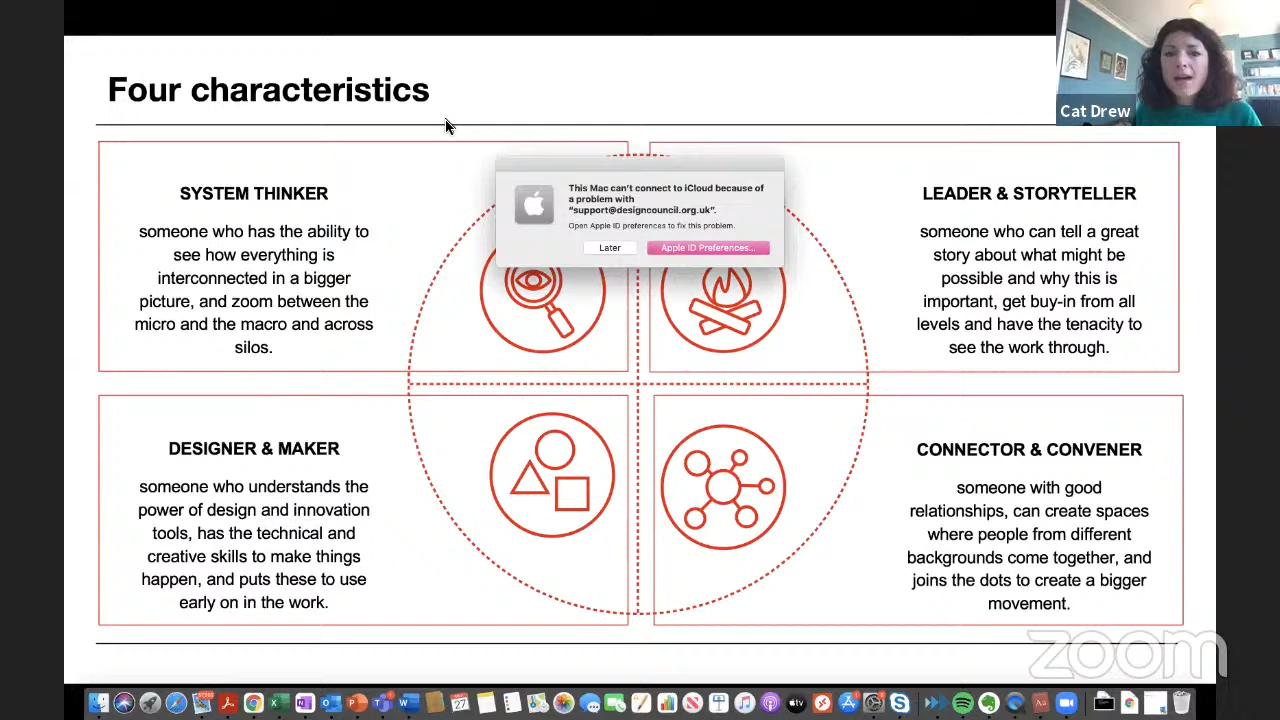 Four characteristics
Cat Drew
This Mac can't connect to iCloud because of
a problem with
“support@designcouncil.org.uk”.
Open Apple ID preferences to fix this problem.
Later
Apple ID Preferences...
SYSTEM THINKER
someone who has the ability to
see how everything is
interconnected in a bigger
picture, and zoom between the
micro and the macro and across
silos.
LEADER & STORYTELLER
someone who can tell a great
story about what might be
possible and why this is
important, get buy-in from all
levels and have the tenacity to
see the work through.
DESIGNER & MAKER
someone who understands the
power of design and innovation
tools, has the technical and
creative skills to make things
happen, and puts these to use
early on in the work.
CONNECTOR & CONVENER
someone with good
relationships, can create spaces
where people from different
backgrounds come together, and
joins the dots to create a bigger
movement.
zoom
27
tv